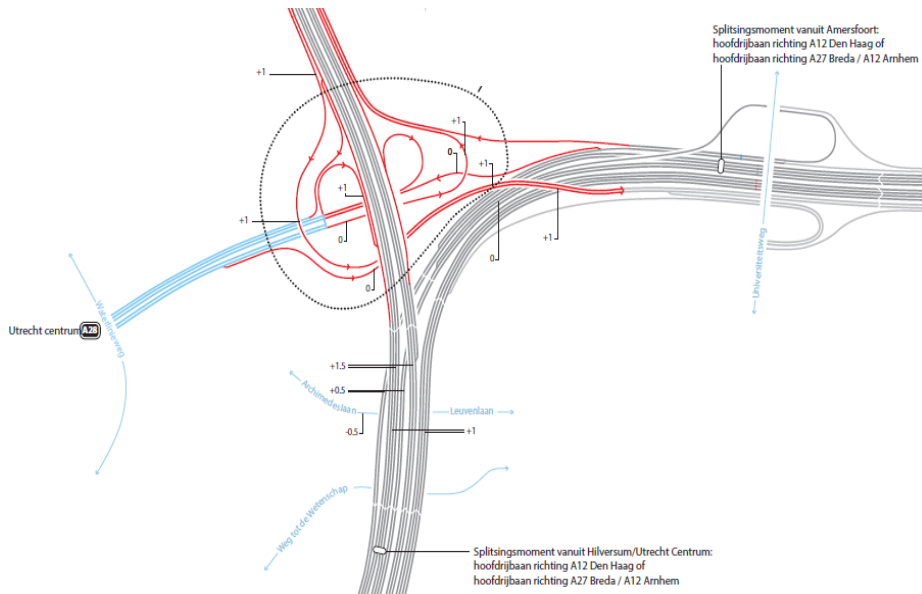 Splitsingsmoment vanuit Amersfoort:
hoofdrijbaan richting A12 Den Haag of
hoofdrijbaan richting A27 Breda / A12 Arnhem
+1
+1
0
+1
+1
+1
0
+1
0
0
Universiteitsweg
Waterlinieweg
Utrecht centrum A28
+1.5
+0.5
Archimedeslaan
Leuvenlaan
-0.5
+1
Weg tot de Wetenschap
Splitsingsmoment vanuit Hilversum/Utrecht Centrum:
hoofdrijbaan richting A12 Den Haag of
hoofdrijbaan richting A27 Breda / A12 Arnhem